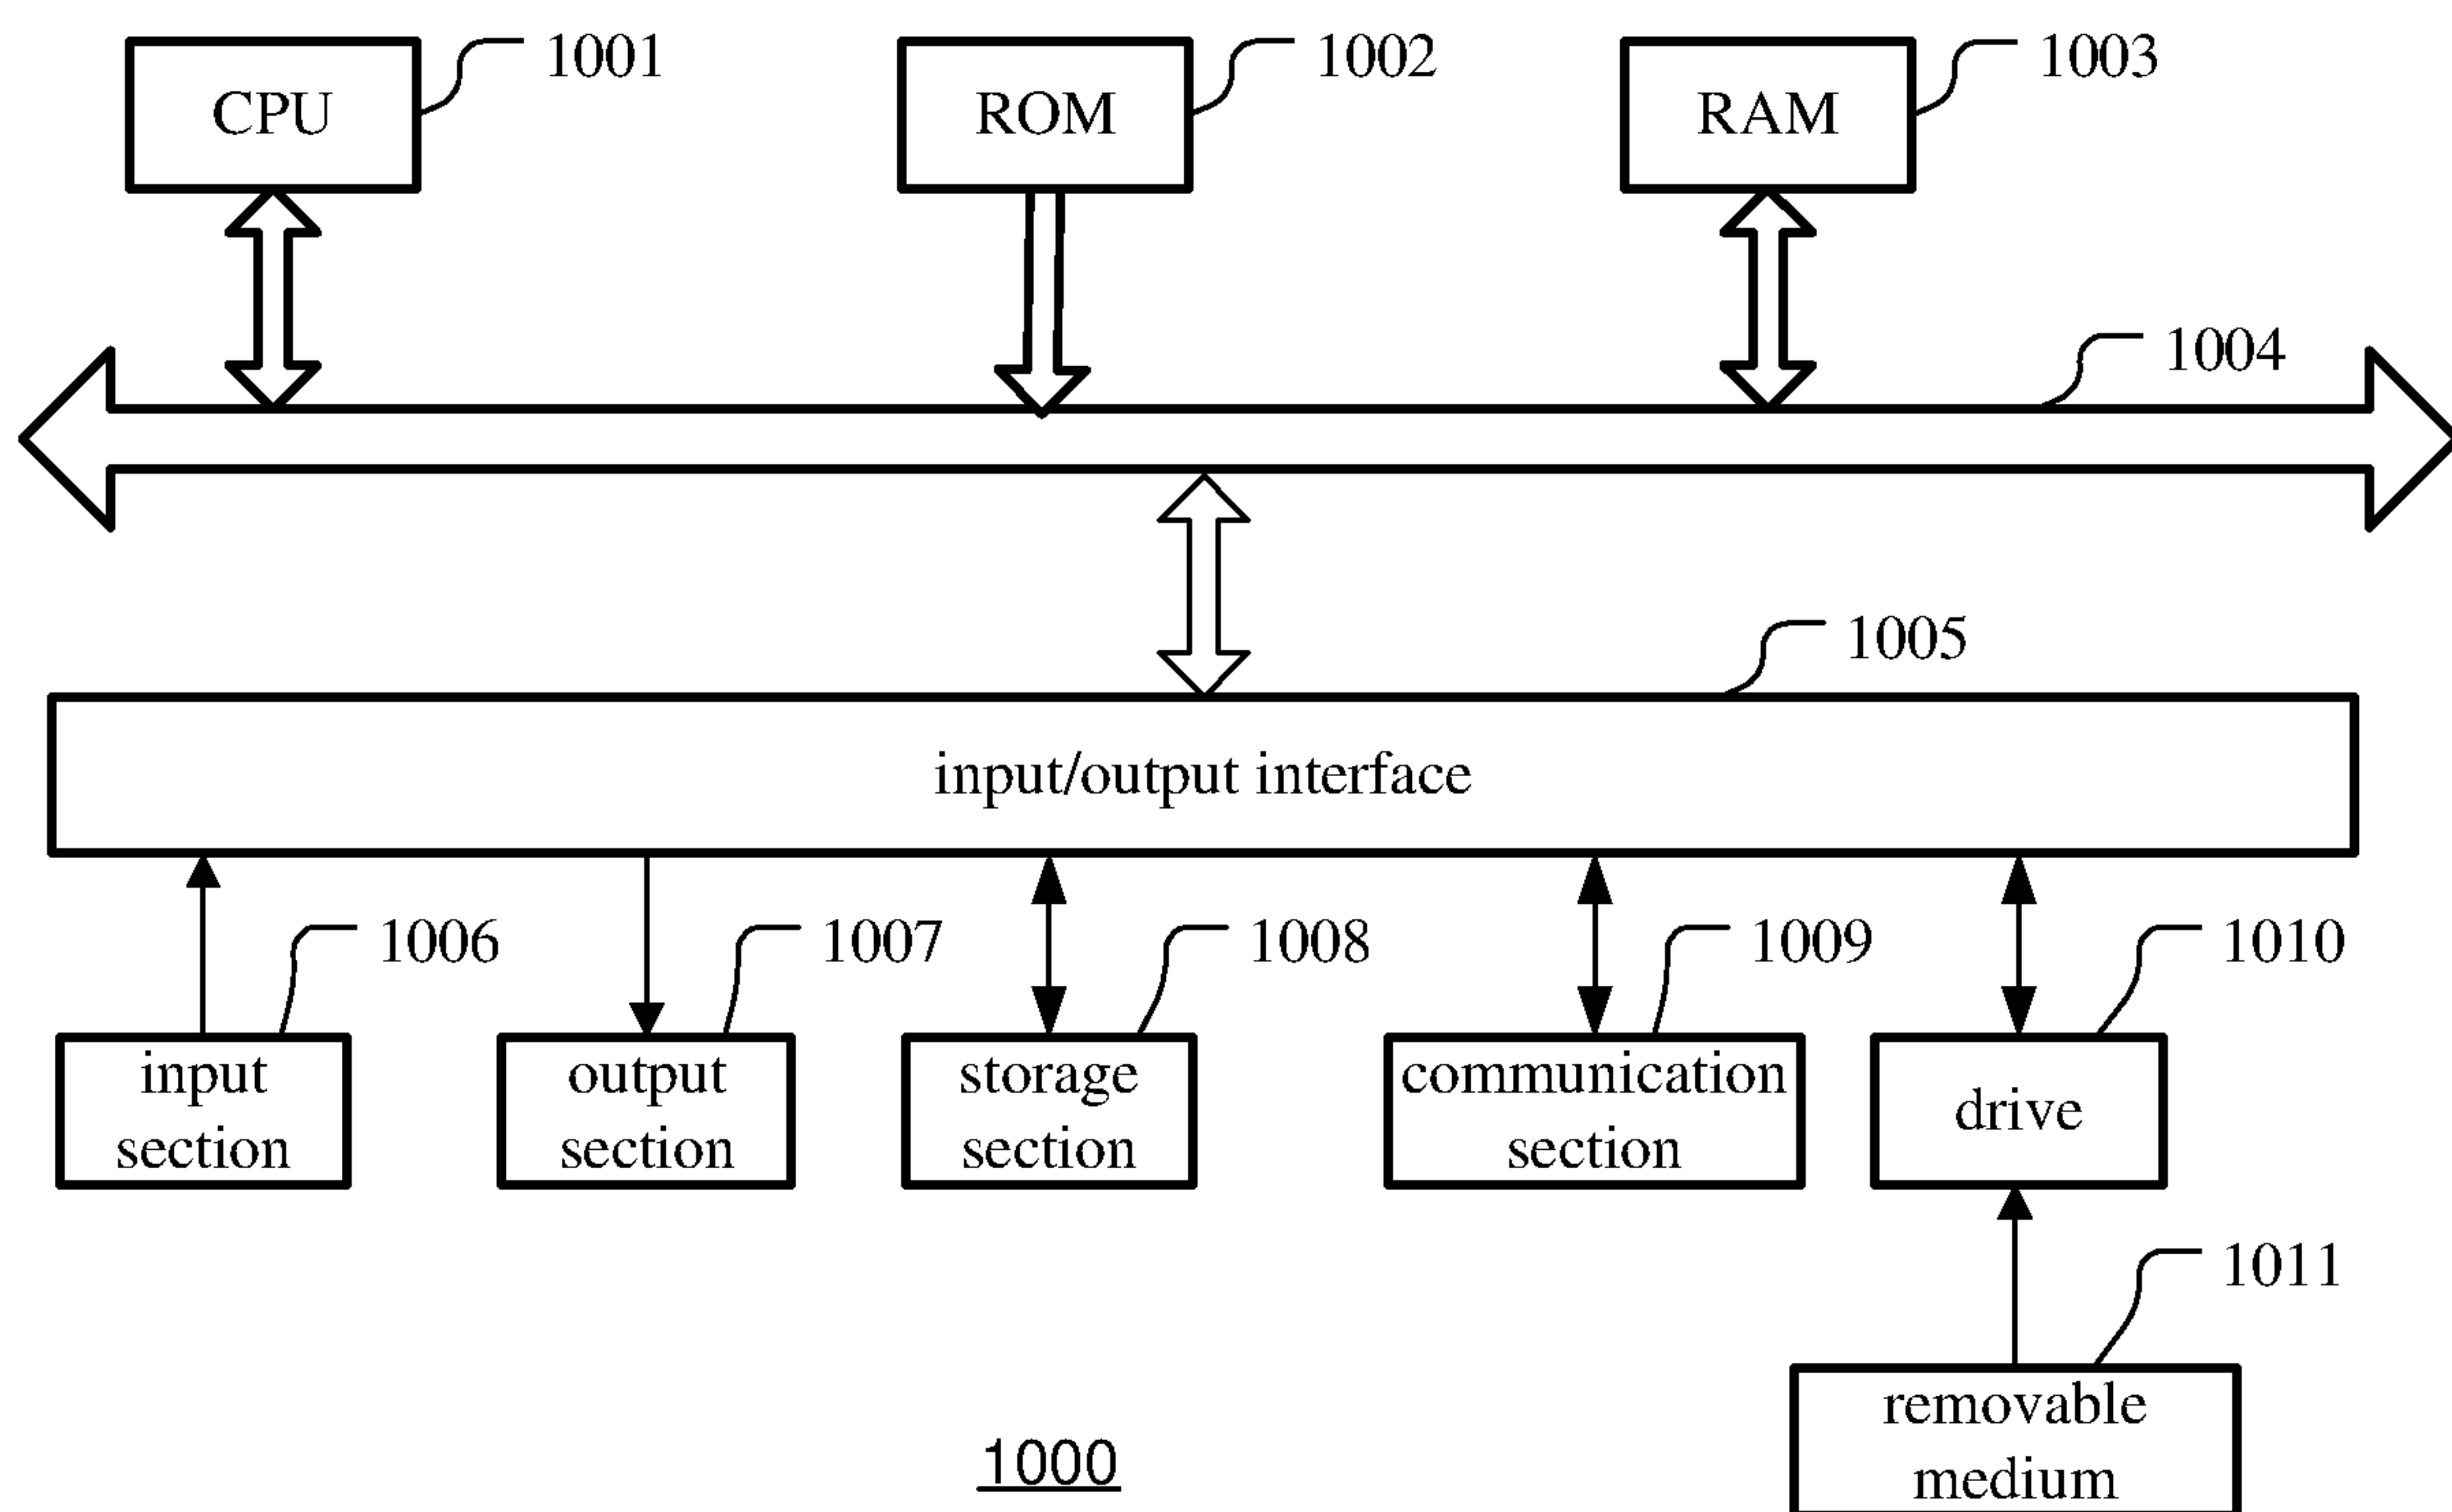 CPU
1001
ROM
1002
RAM
1003
1004
1005
input/output interface
1006
1007
1008
1009
1010
input
section
output
section
storage
section
communication
section
drive
1011
removable
medium
1000